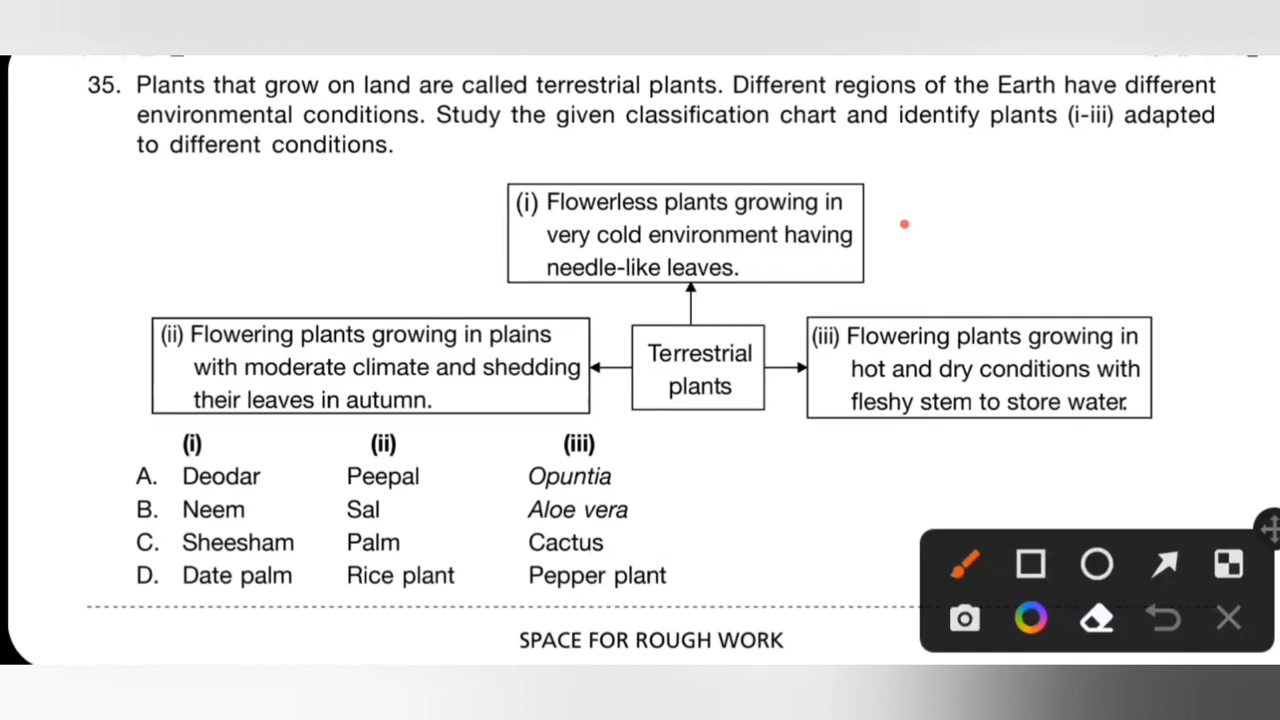 35. Plants that grow on land are called terrestrial plants. Different regions of the Earth have different
environmental conditions. Study the given classification chart and identify plants (i-iii) adapted
to different conditions.
(i) Flowerless plants growing in
very cold environment having
needle-like leaves.
(ii) Flowering plants growing in plains
with moderate climate and shedding
their leaves in autumn.
Terrestrial
plants
(iii) Flowering plants growing in
hot and dry conditions with
fleshy stem to store water.
(i) (ii) (iii)
A. Deodar Peepal Opuntia
B. Neem Sal Aloe vera
C. Sheesham Palm Cactus
D. Date palm Rice plant Pepper plant
SPACE FOR ROUGH WORK